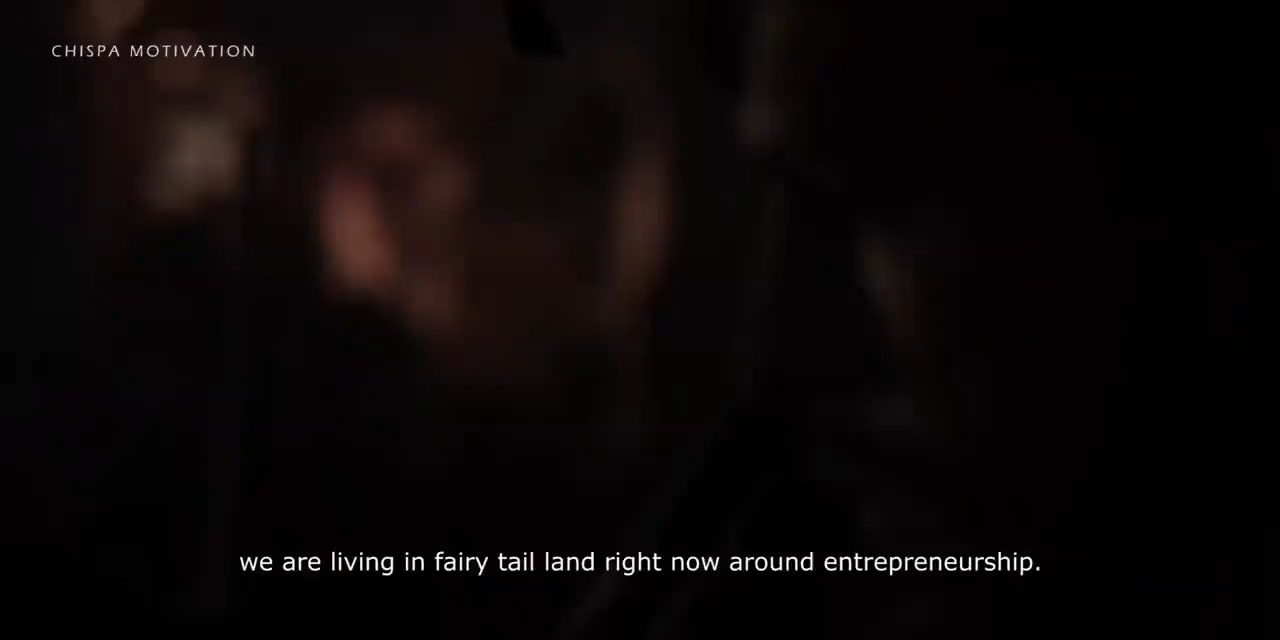 CHISPA MOTIVATION
we are living in fairy tail land right now around entrepreneurship.